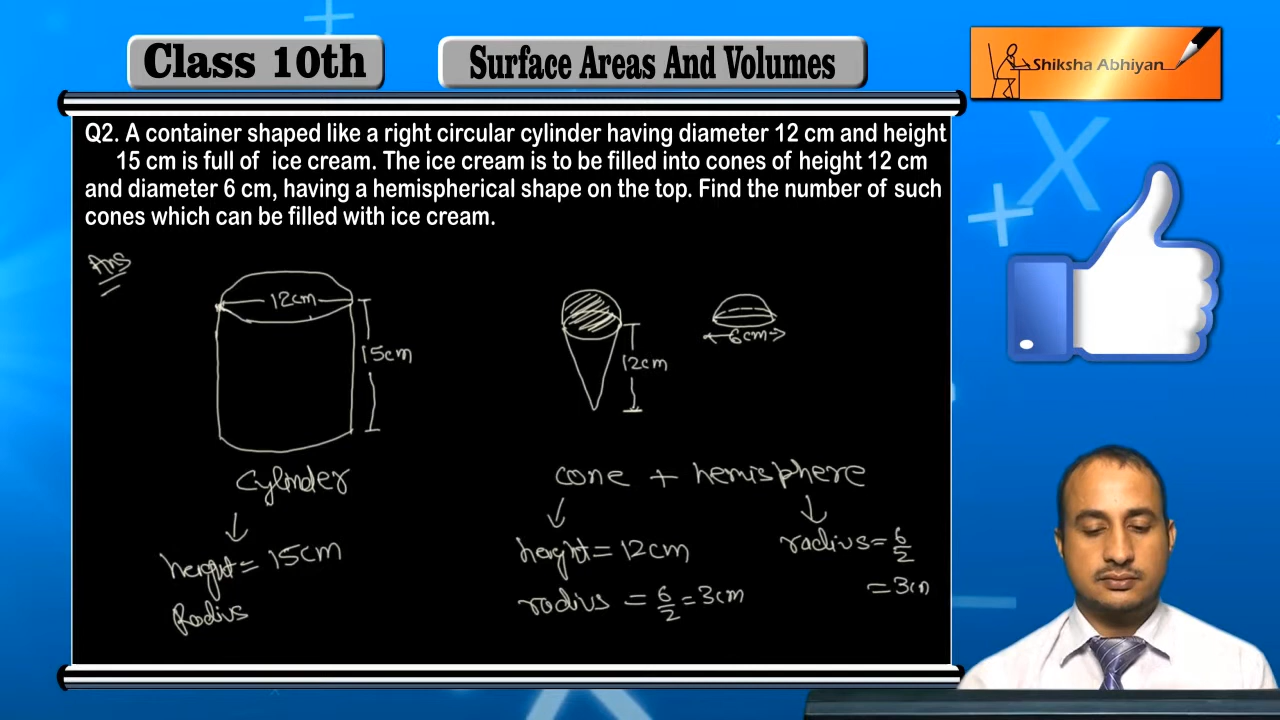 Class 10th
Surface Areas And Volumes
Shiksha Abhiyan
Q2. A container shaped like a right circular cylinder having diameter 12 cm and height
15 cm is full of ice cream. The ice cream is to be filled into cones of height 12 cm
and diameter 6 cm, having a hemispherical shape on the top. Find the number of such
cones which can be filled with ice cream.
Ans
12cm
15cm
12cm
6cm
Cylinder
cone + hemisphere
height = 15cm
Radius
height = 12cm
radius = 6/2 = 3cm
radius = 6/2
= 3cm